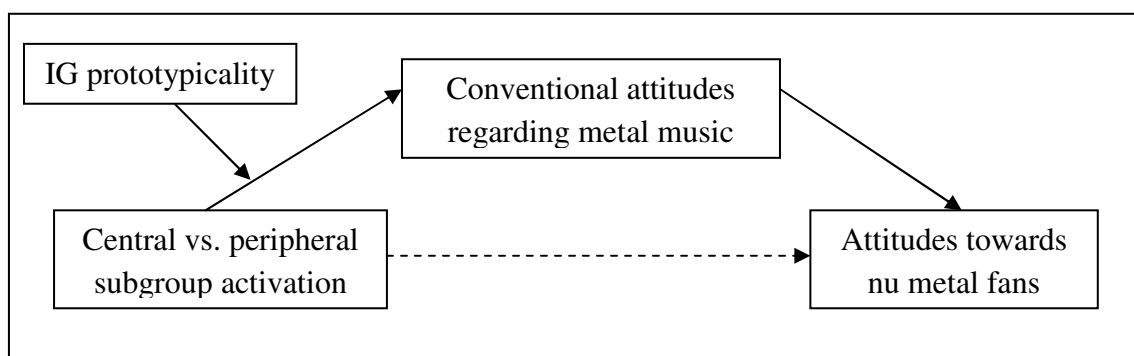 IG prototypicality
Conventional attitudes
regarding metal music
Central vs. peripheral
subgroup activation
Attitudes towards
nu metal fans